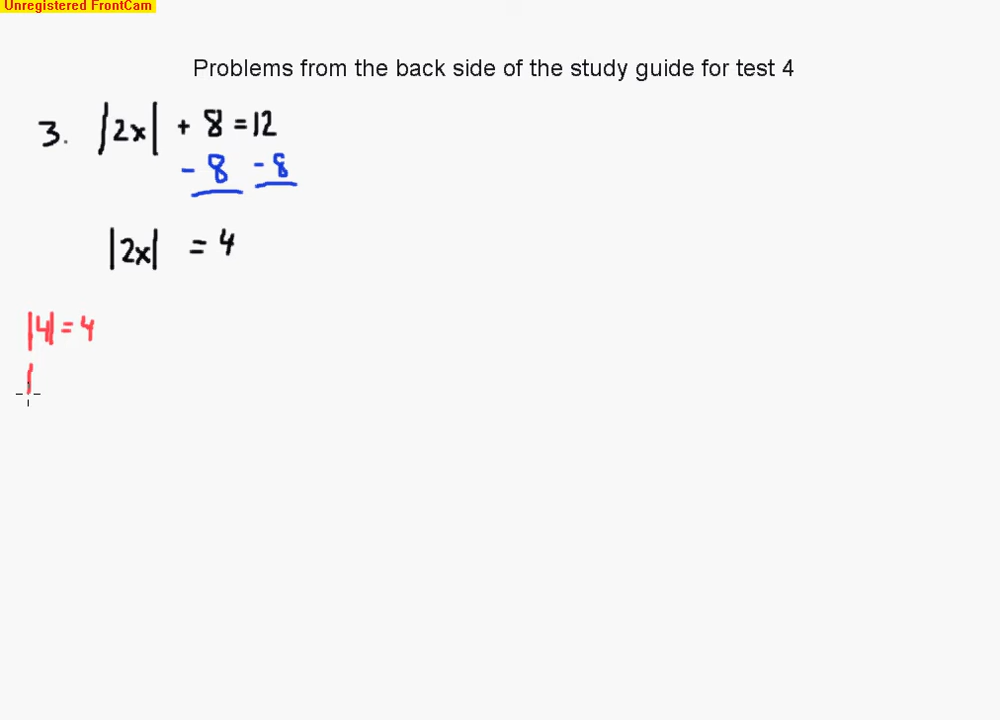 Unregistered FrontCam
Problems from the back side of the study guide for test 4
3. |2x| + 8 = 12
- 8 - 8
|2x| = 4
|4| = 4
|